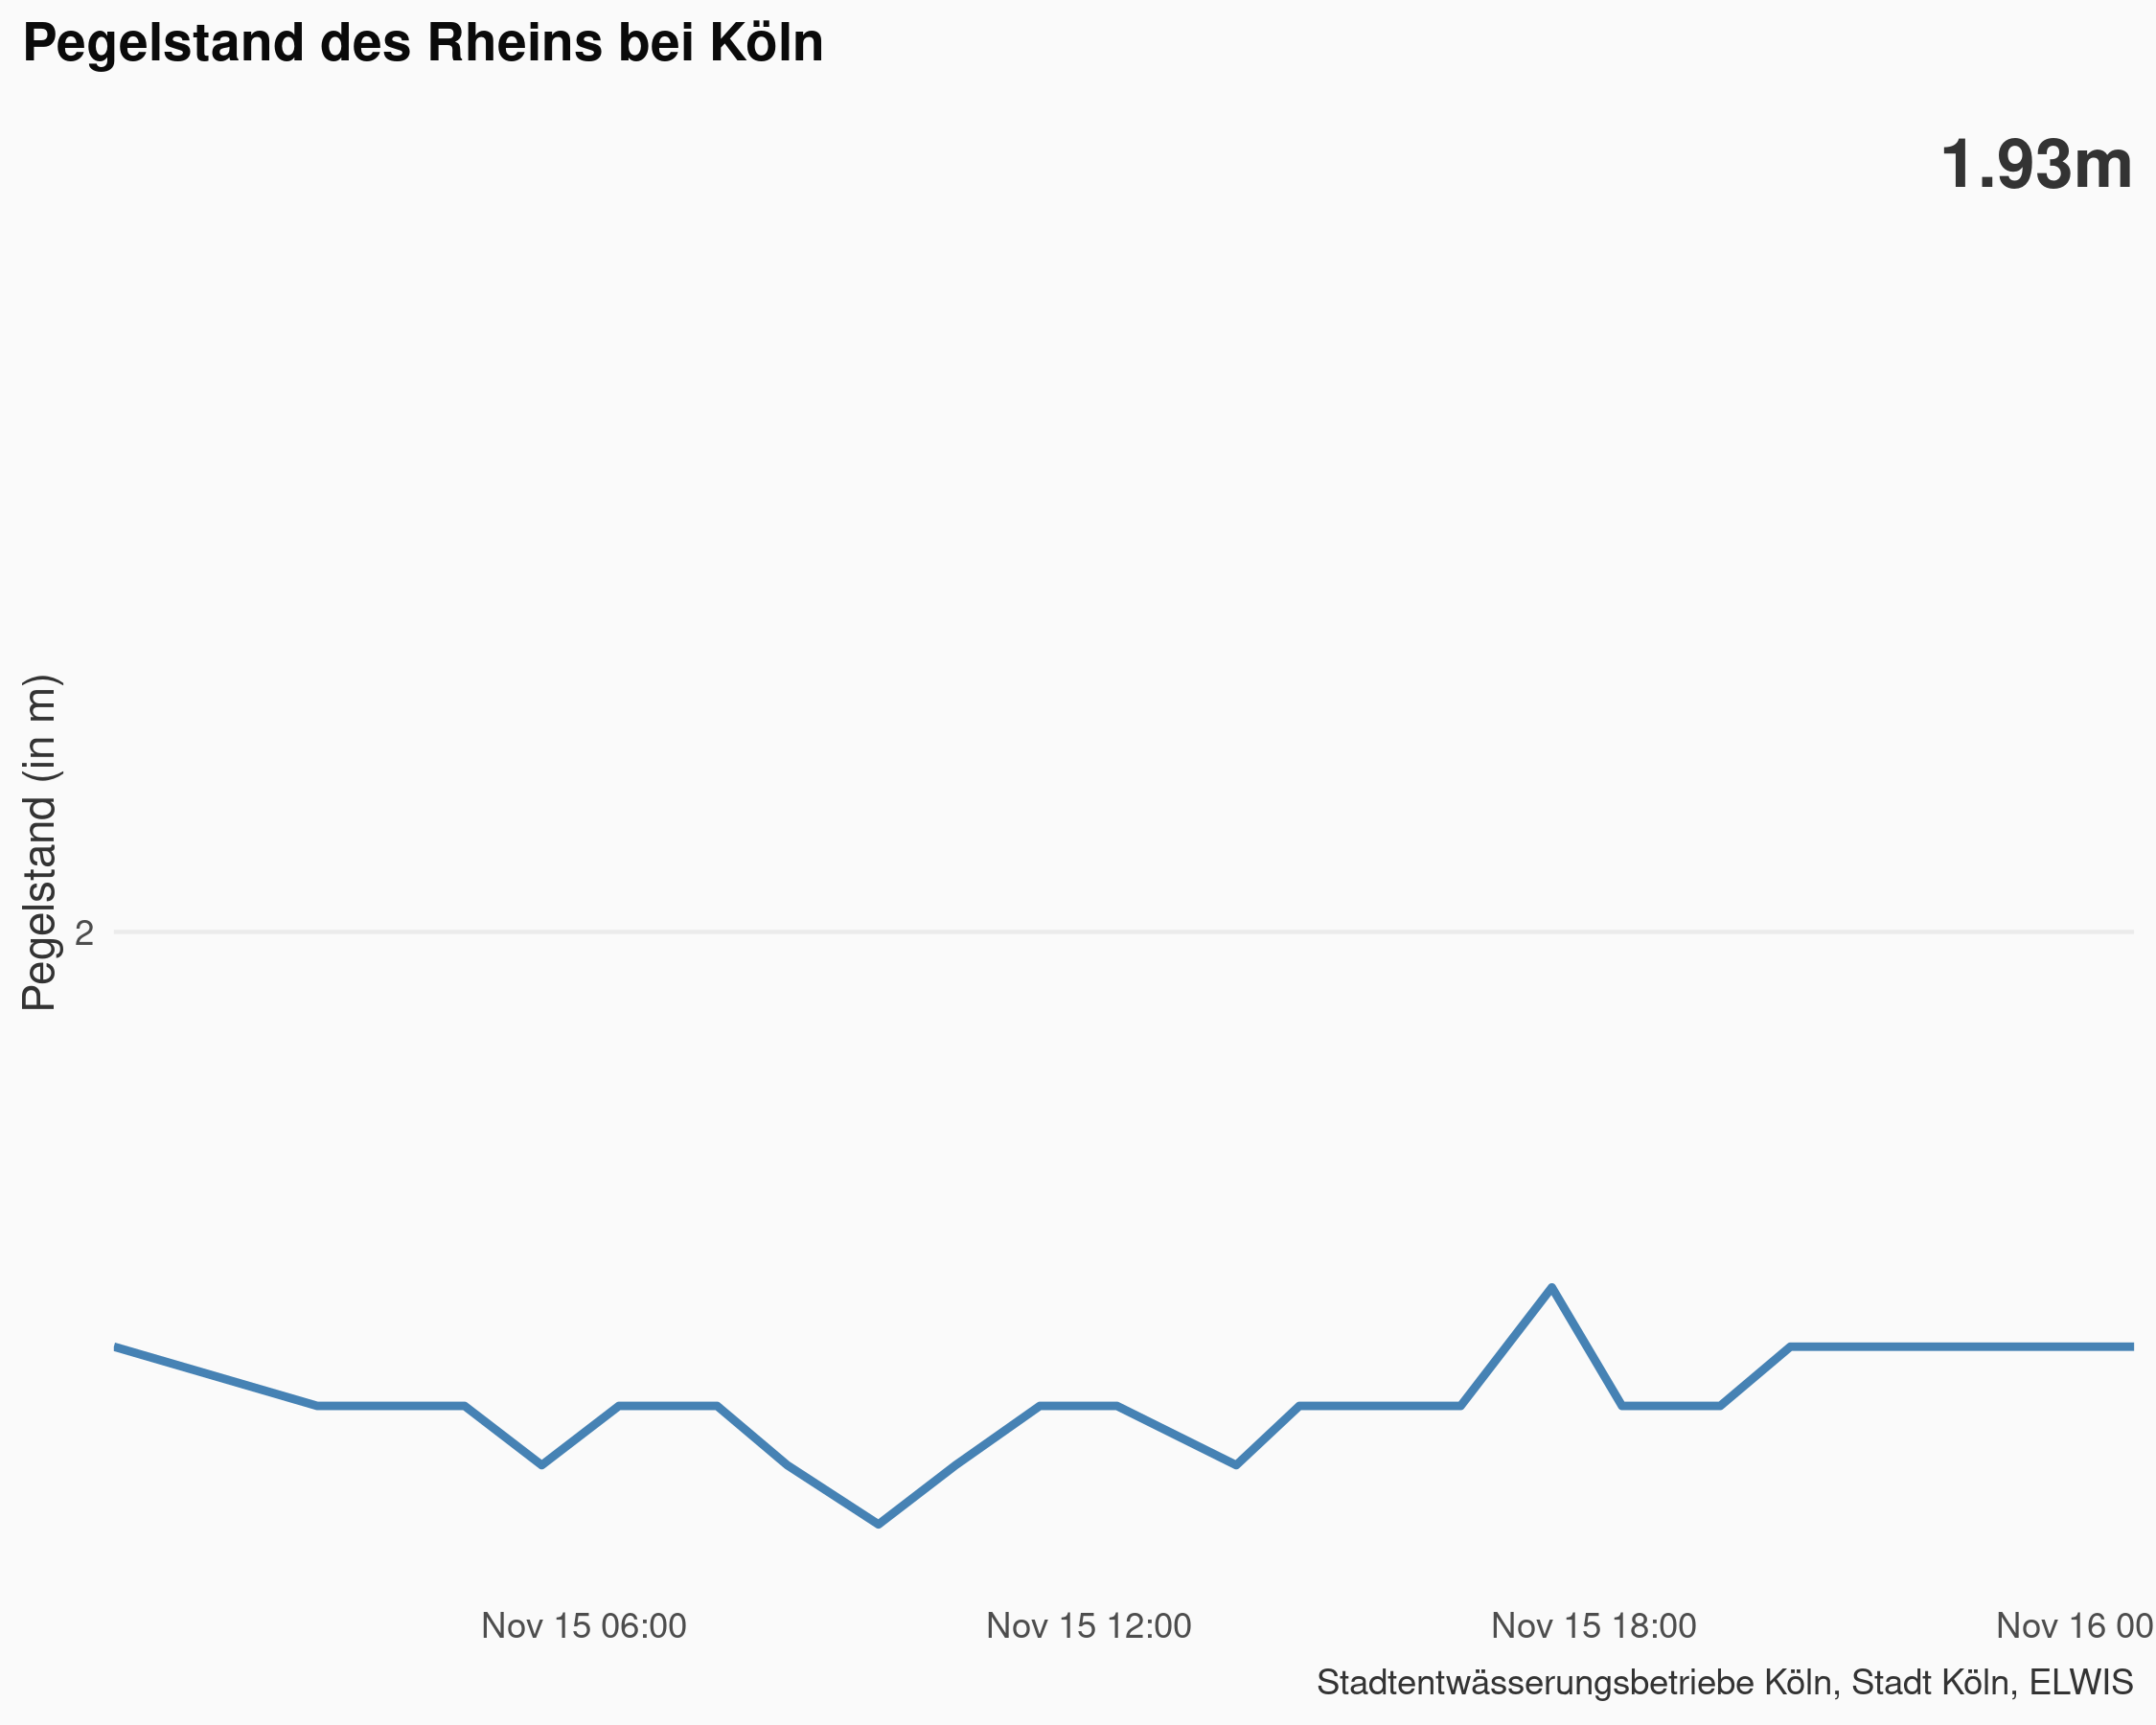 Pegelstand des Rheins bei Köln
1.93m
Pegelstand (in m)
2
Nov 15 06:00
Nov 15 12:00
Nov 15 18:00
Nov 16 00
Stadtentwässerungsbetriebe Köln, Stadt Köln, ELWIS